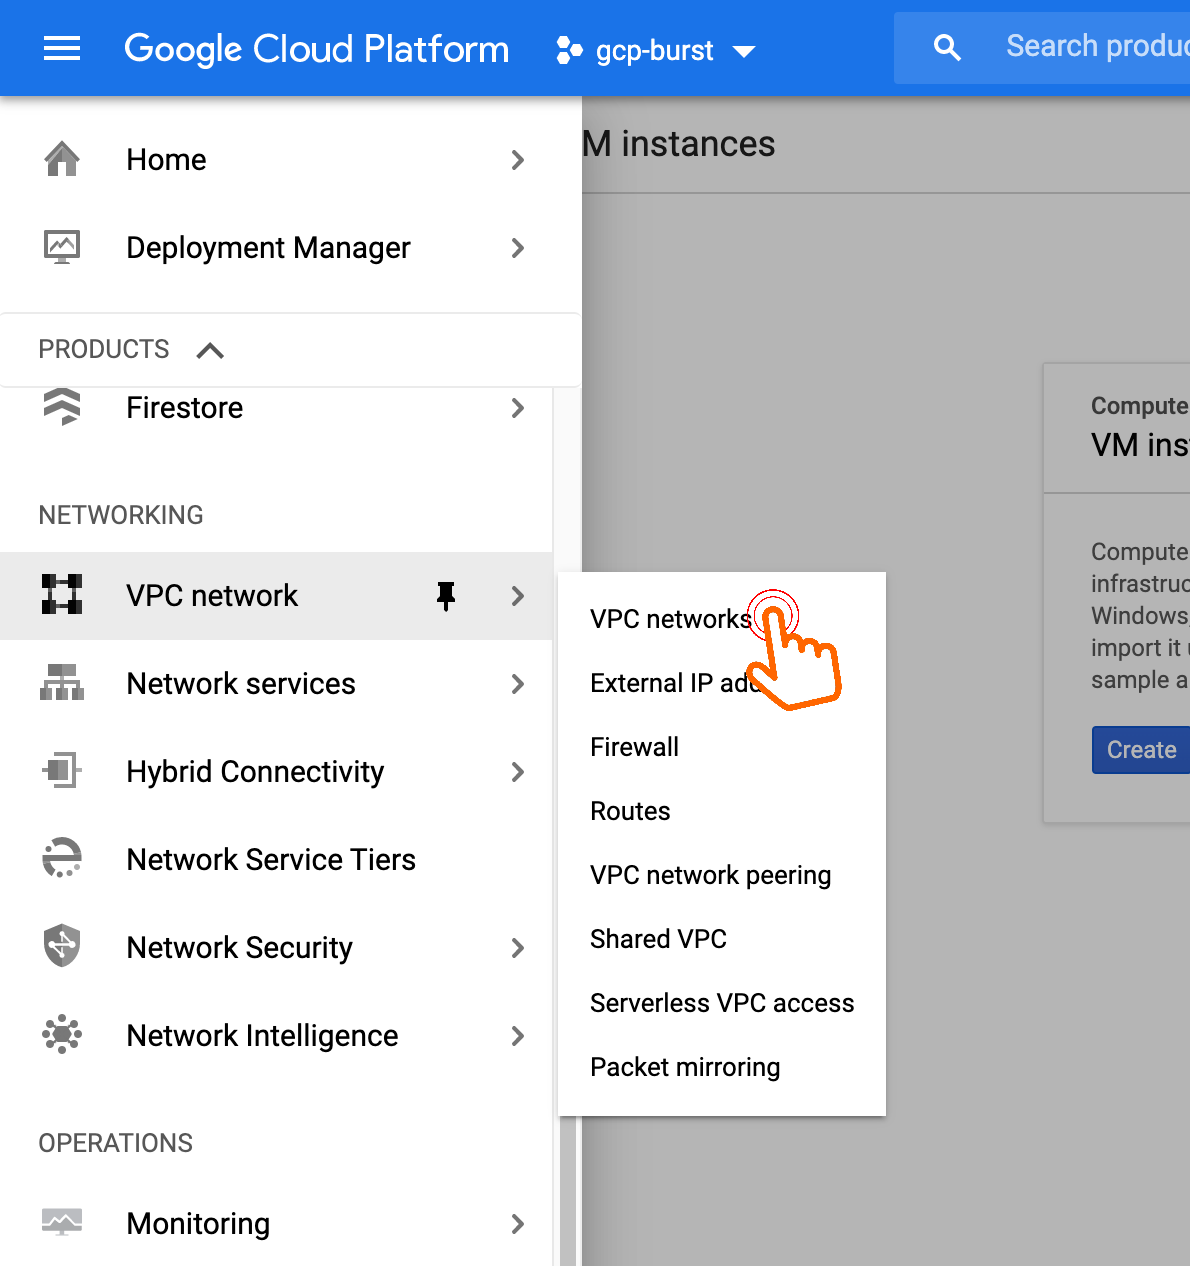 Google Cloud Platform
gcp-burst
Search produc
Home
Deployment Manager
PRODUCTS
Firestore
NETWORKING
VPC network
Network services
Hybrid Connectivity
Network Service Tiers
Network Security
Network Intelligence
OPERATIONS
Monitoring
VPC networks
External IP add
Firewall
Routes
VPC network peering
Shared VPC
Serverless VPC access
Packet mirroring
M instances
Compute
VM ins
Compute
infrastruc
Windows,
import it u
sample a
Create